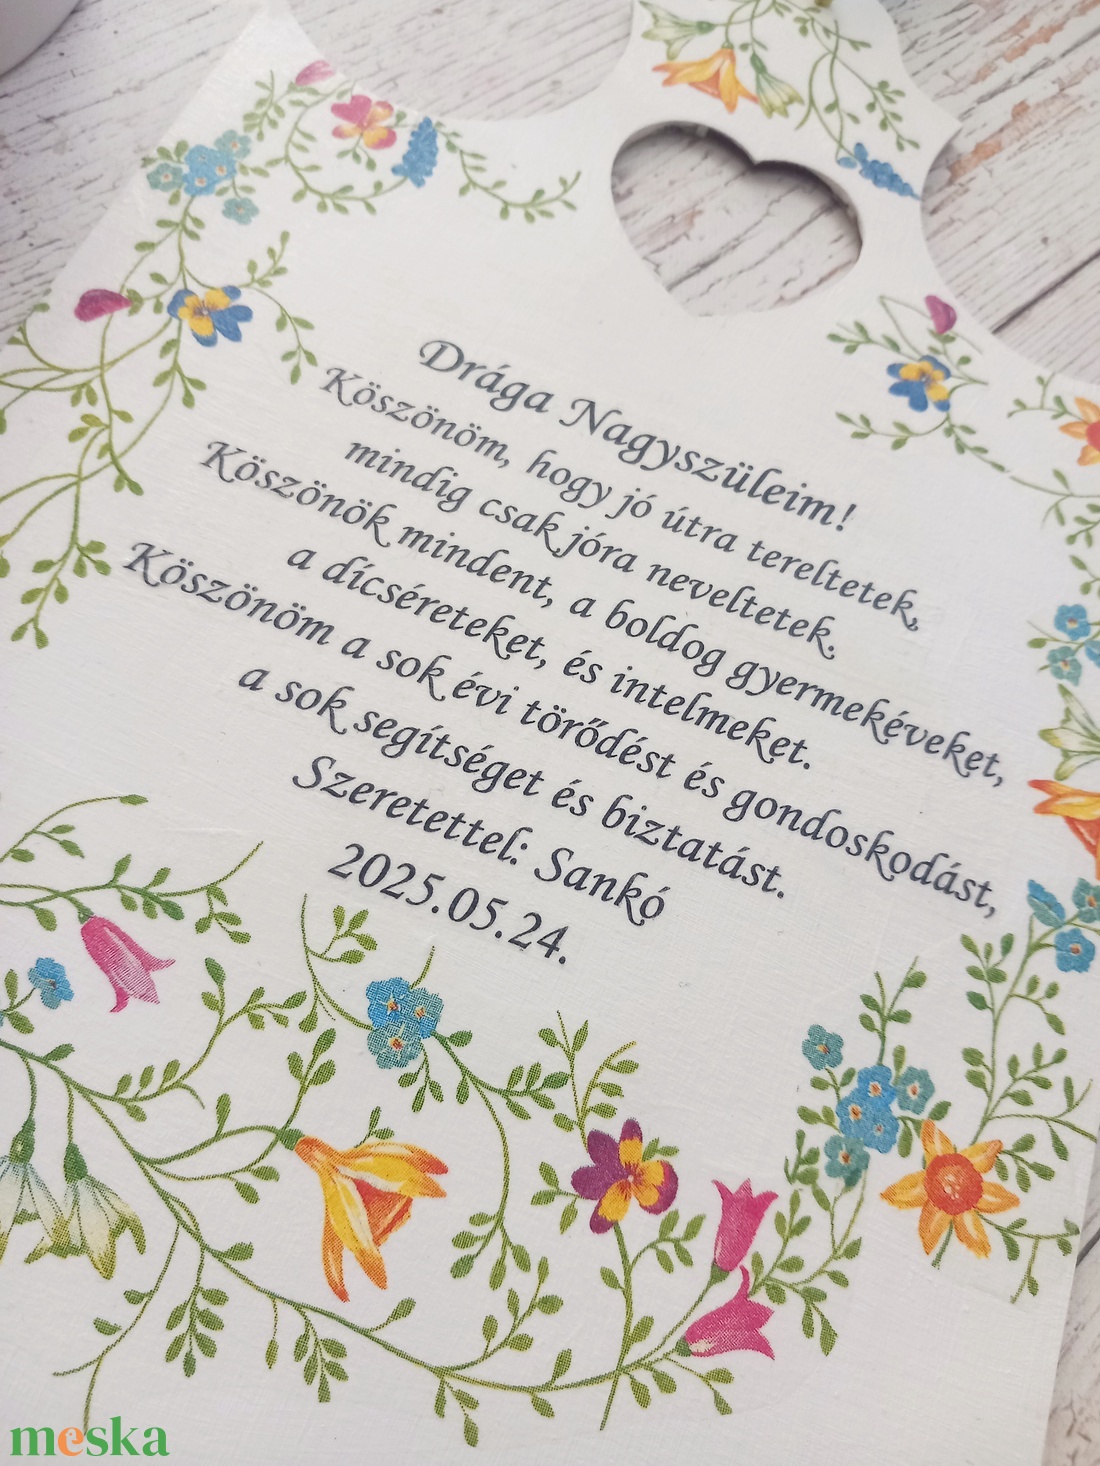 Drága Nagyszüleim!
Köszönöm, hogy jó útra tereltetek,
mindig csak jóra neveltetek.
Köszönök mindent, a boldog gyermekéveket,
a dícséreteket, és intelmeket.
Köszönöm a sok évi törődést és gondoskodást,
a sok segítséget és biztatást.
Szeretettel: Sankó
2025.05.24.
meska